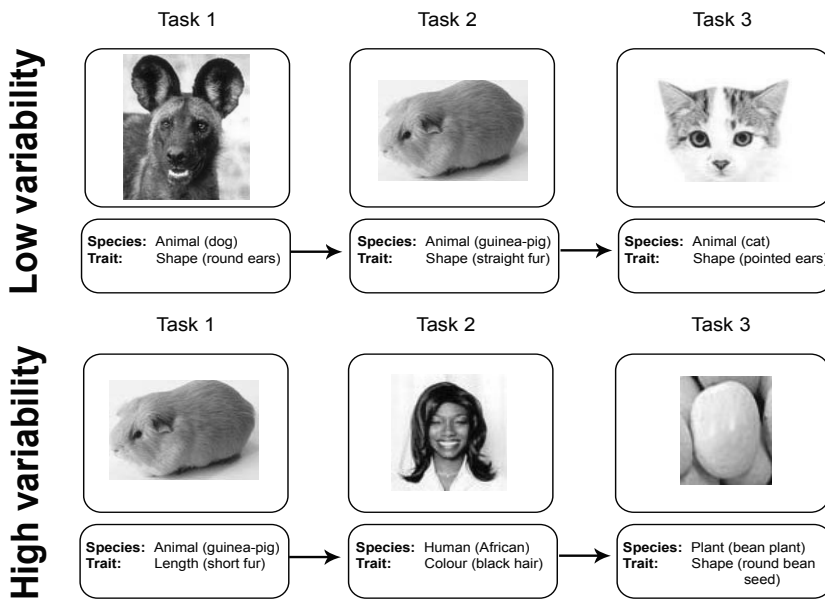 Low variability
Task 1
Task 2
Task 3
Species: Animal (dog)
Trait: Shape (round ears)
Species: Animal (guinea-pig)
Trait: Shape (straight fur)
Species: Animal (cat)
Trait: Shape (pointed ears)
High variability
Task 1
Task 2
Task 3
Species: Animal (guinea-pig)
Trait: Length (short fur)
Species: Human (African)
Trait: Colour (black hair)
Species: Plant (bean plant)
Trait: Shape (round bean
seed)